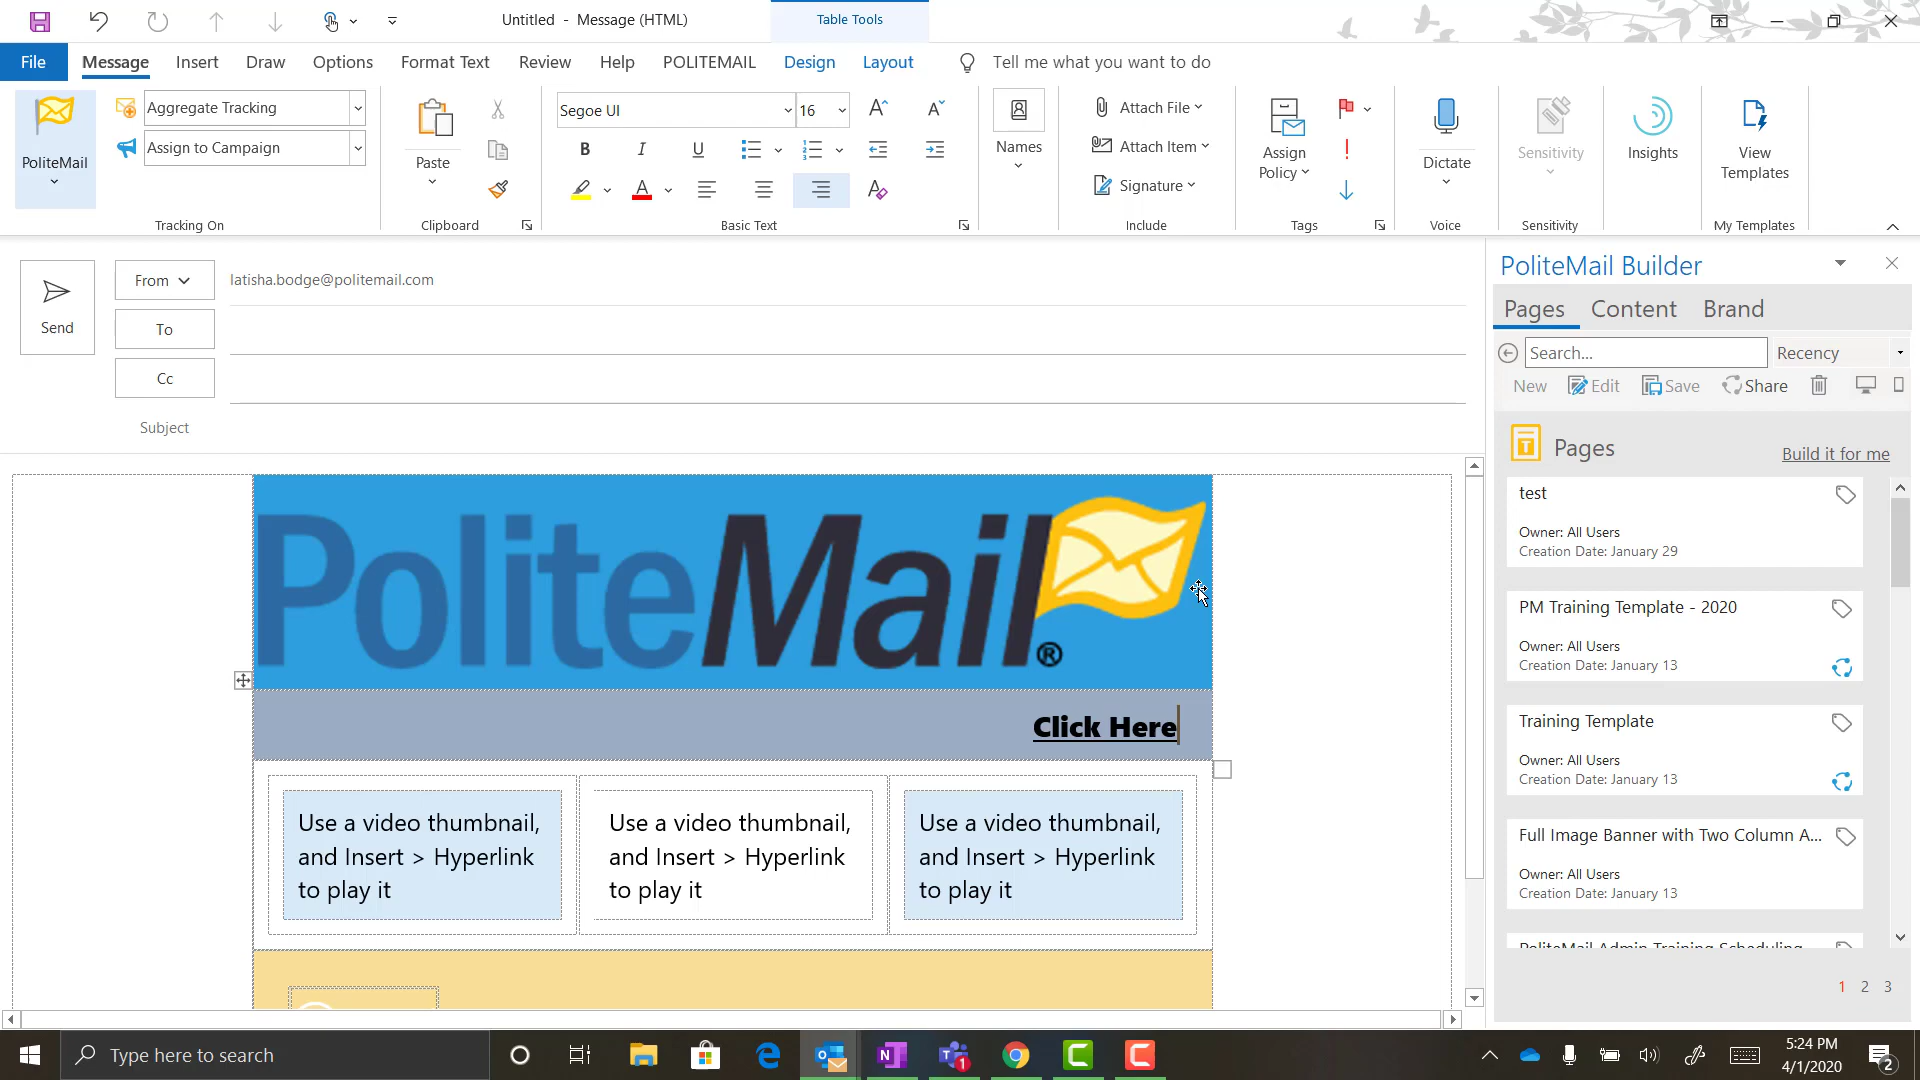 Untitled - Message (HTML)
Table Tools
File
Message
Insert
Draw
Options
Format Text
Review
Help
POLITEMAIL
Design
Layout
Tell me what you want to do
PoliteMail
Aggregate Tracking
Assign to Campaign
Tracking On
Paste
Clipboard
Segoe UI
16
B
I
U
A
Basic Text
Names
Attach File
Attach Item
Signature
Include
Assign
Policy
Tags
Dictate
Voice
Sensitivity
Sensitivity
Insights
View
Templates
My Templates
Send
From
latisha.bodge@politemail.com
To
Cc
Subject
PoliteMail®
Click Here
Use a video thumbnail,
and Insert > Hyperlink
to play it
Use a video thumbnail,
and Insert > Hyperlink
to play it
Use a video thumbnail,
and Insert > Hyperlink
to play it
PoliteMail Builder
Pages
Content
Brand
Search...
Recency
New
Edit
Save
Share
Pages
Build it for me
test
Owner: All Users
Creation Date: January 29
PM Training Template - 2020
Owner: All Users
Creation Date: January 13
Training Template
Owner: All Users
Creation Date: January 13
Full Image Banner with Two Column A...
Owner: All Users
Creation Date: January 13
PoliteMail Admin Training Scheduling
1 2 3
Type here to search
1
5:24 PM
4/1/2020
2